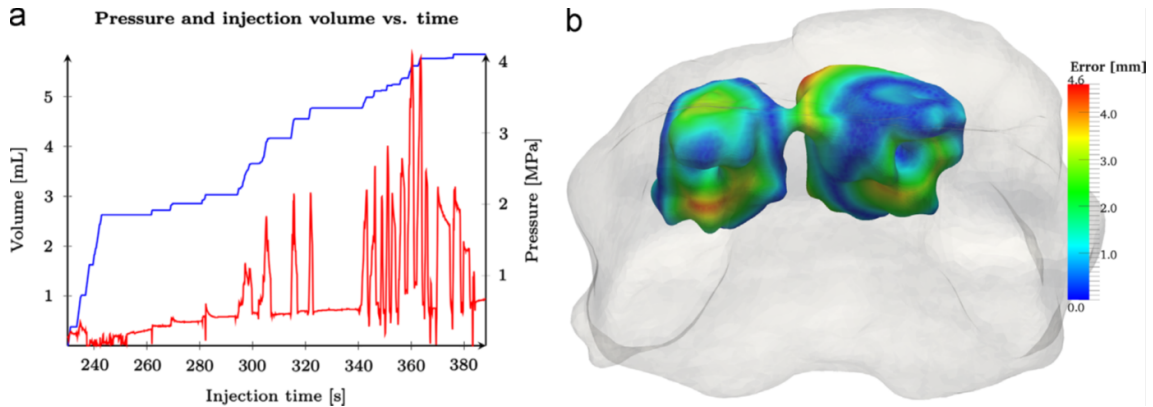 a
Pressure and injection volume vs. time
Volume [mL]
5
4
3
2
1
4
3
2
1
Pressure [MPa]
240 260 280 300 320 340 360 380
Injection time [s]
b
Error [mm]
4.6
4.0
3.0
2.0
1.0
0.0